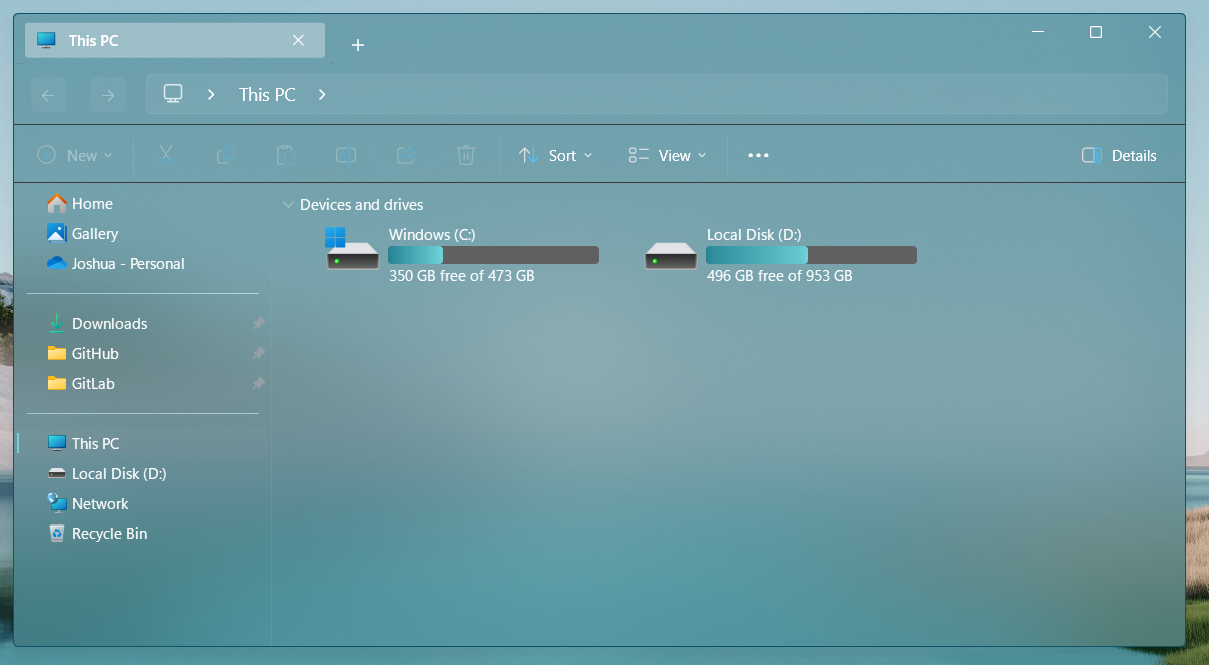 This PC
This PC
New
Sort
View
Details
Home
Gallery
Joshua - Personal
Downloads
GitHub
GitLab
This PC
Local Disk (D:)
Network
Recycle Bin
Devices and drives
Windows (C:)
350 GB free of 473 GB
Local Disk (D:)
496 GB free of 953 GB